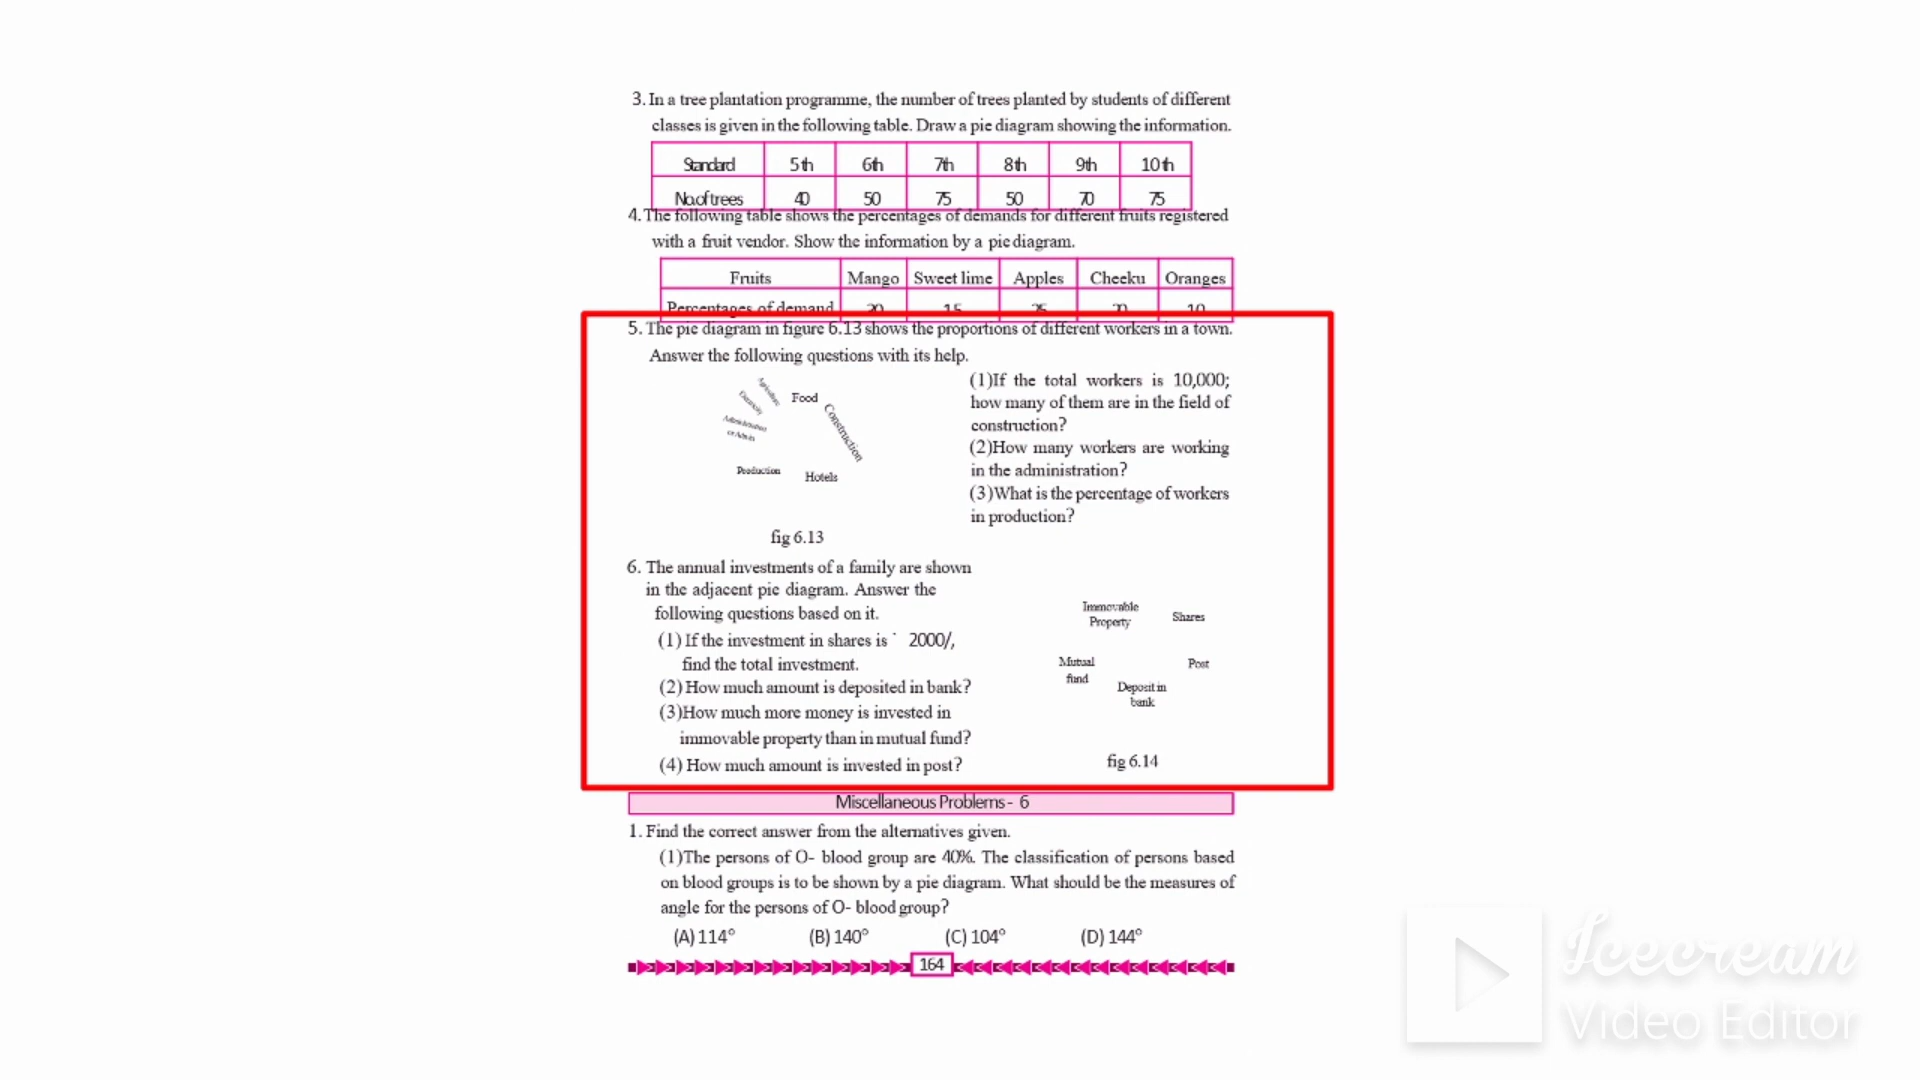 3. In a tree plantation programme, the number of trees planted by students of different
classes is given in the following table. Draw a pie diagram showing the information.
Standard 5th 6th 7th 8th 9th 10th
No.of trees 40 50 75 50 70 75
4. The following table shows the percentages of demands for different fruits registered
with a fruit vendor. Show the information by a pie diagram.
Fruits Mango Sweet lime Apples Cheeku Oranges
Percentages of demand 15 10
5. The pie diagram in figure 6.13 shows the proportions of different workers in a town.
Answer the following questions with its help.
Agriculture
Electricity
Administration
or Admin
Food
Construction
Production
Hotels
fig 6.13
(1)If the total workers is 10,000;
how many of them are in the field of
construction?
(2)How many workers are working
in the administration?
(3)What is the percentage of workers
in production?
6. The annual investments of a family are shown
in the adjacent pie diagram. Answer the
following questions based on it.
(1) If the investment in shares is ` 2000/,
find the total investment.
(2) How much amount is deposited in bank?
(3)How much more money is invested in
immovable property than in mutual fund?
(4) How much amount is invested in post?
Immovable
Property
Shares
Mutual
fund
Post
Deposit in
bank
fig 6.14
Miscellaneous Problems - 6
1. Find the correct answer from the alternatives given.
(1)The persons of O- blood group are 40%. The classification of persons based
on blood groups is to be shown by a pie diagram. What should be the measures of
angle for the persons of O- blood group?
(A) 114° (B) 140° (C) 104° (D) 144°
164
Icecream
Video Editor